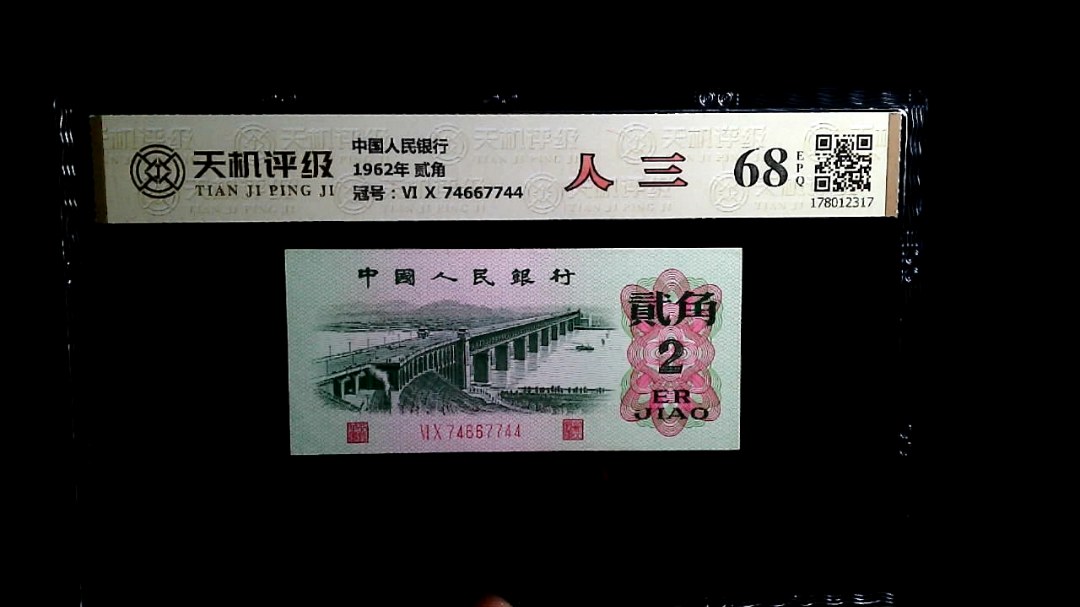 天机评级
TIAN JI PING JI
中国人民银行
1962年 贰角
冠号：VI X 74667744
人三
68
EPQ
178012317
中國人民銀行
貳角
2
ER
JIAO
VI X 74667744